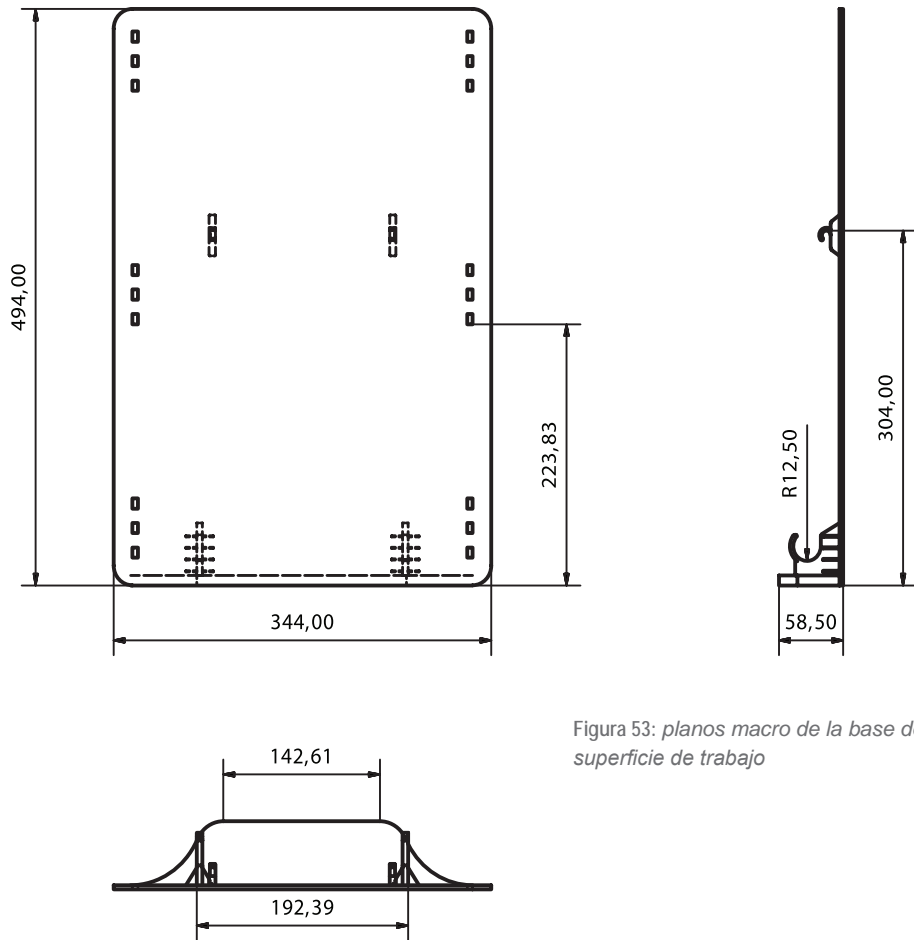 494,00
223,83
344,00
R12,50
304,00
58,50
Figura 53: planos macro de la base de
superficie de trabajo
142,61
192,39